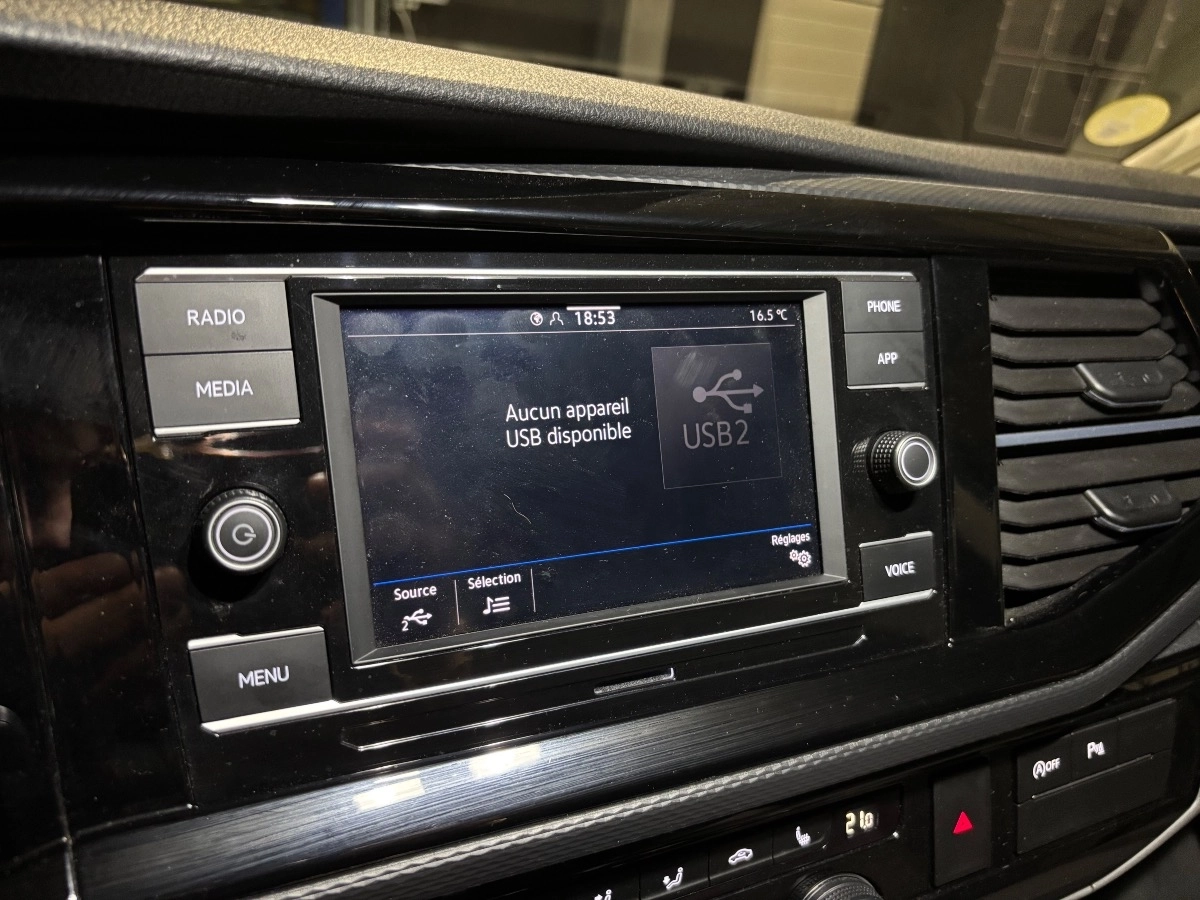 RADIO
MEDIA
MENU
18:53
16.5 °C
Aucun appareil
USB disponible
USB2
Réglages
Source
2
Sélection
PHONE
APP
VOICE
A OFF
P
21.0